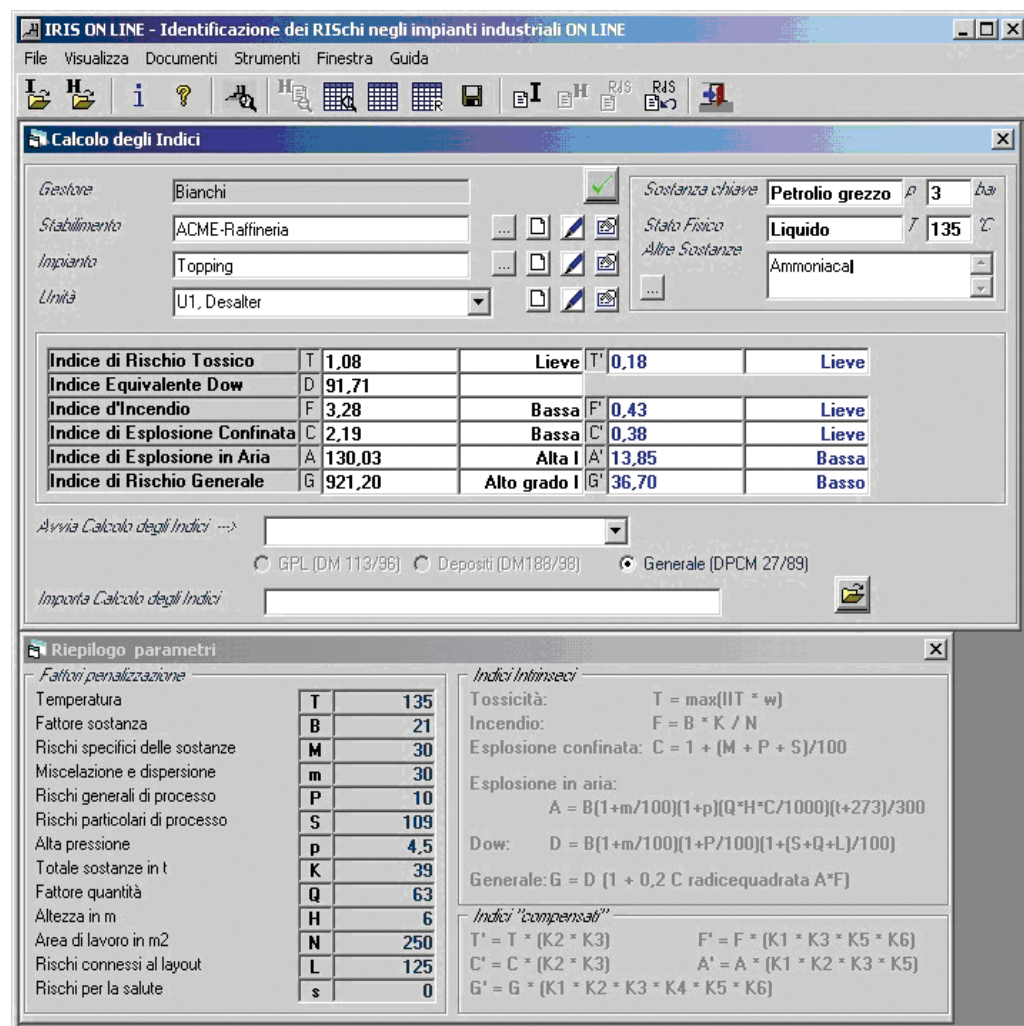 IRIS ON LINE - Identificazione dei RISchi negli impianti industriali ON LINE
File Visualizza Documenti Strumenti Finestra Guida
I H i ? H R I H RJS RJS
Calcolo degli Indici
Gestore Bianchi
Stabilimento ACME-Raffineria ...
Impianto Topping ...
Unità U1, Desalter
Sostanza chiave Petrolio grezzo p 3 bar
Stato Fisico Liquido T 135 °C
Altre Sostanze Ammoniaca
...
Indice di Rischio Tossico T 1,08 Lieve T' 0,18 Lieve
Indice Equivalente Dow D 91,71
Indice d'Incendio F 3,28 Bassa F' 0,43 Lieve
Indice di Esplosione Confinata C 2,19 Bassa C' 0,38 Lieve
Indice di Esplosione in Aria A 130,03 Alta I A' 13,85 Bassa
Indice di Rischio Generale G 921,20 Alto grado I G' 36,70 Basso
Avvia Calcolo degli Indici --->
GPL (DM 113/96) Depositi (DM188/98) Generale (DPCM 27/89)
Importa Calcolo degli Indici
Riepilogo parametri
Fattori penalizzazione
Temperatura T 135
Fattore sostanza B 21
Rischi specifici delle sostanze M 30
Miscelazione e dispersione m 30
Rischi generali di processo P 10
Rischi particolari di processo S 109
Alta pressione p 4,5
Totale sostanze in t K 39
Fattore quantità Q 63
Altezza in m H 6
Area di lavoro in m2 N 250
Rischi connessi al layout L 125
Rischi per la salute s 0
Indici Intrinseci
Tossicità: T = max(IIT * w)
Incendio: F = B * K / N
Esplosione confinata: C = 1 + (M + P + S)/100
Esplosione in aria:
A = B(1+m/100)(1+p)(Q*H*C/1000)(t+273)/300
Dow: D = B(1+m/100)(1+P/100)(1+(S+Q+L)/100)
Generale: G = D (1 + 0,2 C radicequadrata A*F)
Indici "compensati"
T' = T * (K2 * K3) F' = F * (K1 * K3 * K5 * K6)
C' = C * (K2 * K3) A' = A * (K1 * K2 * K3 * K5)
G' = G * (K1 * K2 * K3 * K4 * K5 * K6)